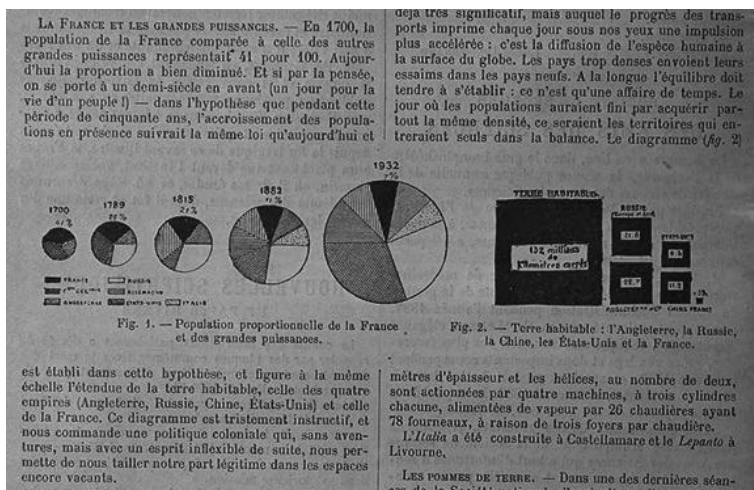 LA FRANCE ET LES GRANDES PUISSANCES. — En 1700, la
population de la France comparée à celle des autres
grandes puissances représentait 41 pour 100. Aujour-
d'hui la proportion a bien diminué. Et si par la pensée,
on se porte à un demi-siècle en avant (un jour pour la
vie d'un peuple !) — dans l'hypothèse que pendant cette
période de cinquante ans, l'accroissement des popula-
tions en présence suivrait la même loi qu'aujourd'hui et
déjà très significatif, mais auquel le progrès des trans-
ports imprime chaque jour sous nos yeux une impulsion
plus accélérée : c'est la diffusion de l'espèce humaine à
la surface du globe. Les pays trop denses envoient leurs
essaims dans les pays neufs. A la longue l'équilibre doit
tendre à s'établir : ce n'est qu'une affaire de temps. Le
jour où les populations auraient fini par acquérir par-
tout la même densité, ce seraient les territoires qui en-
treraient seuls dans la balance. Le diagramme (fig. 2)
1700
41%
1789
1815
1882
1932
7%
FRANCE
RUSSIE
ALLEMAGNE
ANGLETERRE
ETATS-UNIS
ITALIE
Fig. 1. — Population proportionnelle de la France
et des grandes puissances.
TERRE HABITABLE
132 millions
de
kilomètres carrés
RUSSIE
ETATS-UNIS
CHINE
FRANCE
Fig. 2. — Terre habitable : l'Angleterre, la Russie,
la Chine, les États-Unis et la France.
est établi dans cette hypothèse, et figure à la même
échelle l'étendue de la terre habitable, celle des quatre
empires (Angleterre, Russie, Chine, États-Unis) et celle
de la France. Ce diagramme est tristement instructif, et
nous commande une politique coloniale qui, sans aven-
tures, mais avec un esprit inflexible de suite, nous per-
mette de nous tailler notre part légitime dans les espaces
encore vacants.
mètres d'épaisseur et les hélices, au nombre de deux,
sont actionnées par quatre machines, à trois cylindres
chacune, alimentées de vapeur par 26 chaudières ayant
78 fourneaux, à raison de trois foyers par chaudière.
L'Italia a été construite à Castellamare et le Lepanto à
Livourne.
LES POMMES DE TERRE. — Dans une des dernières séan-